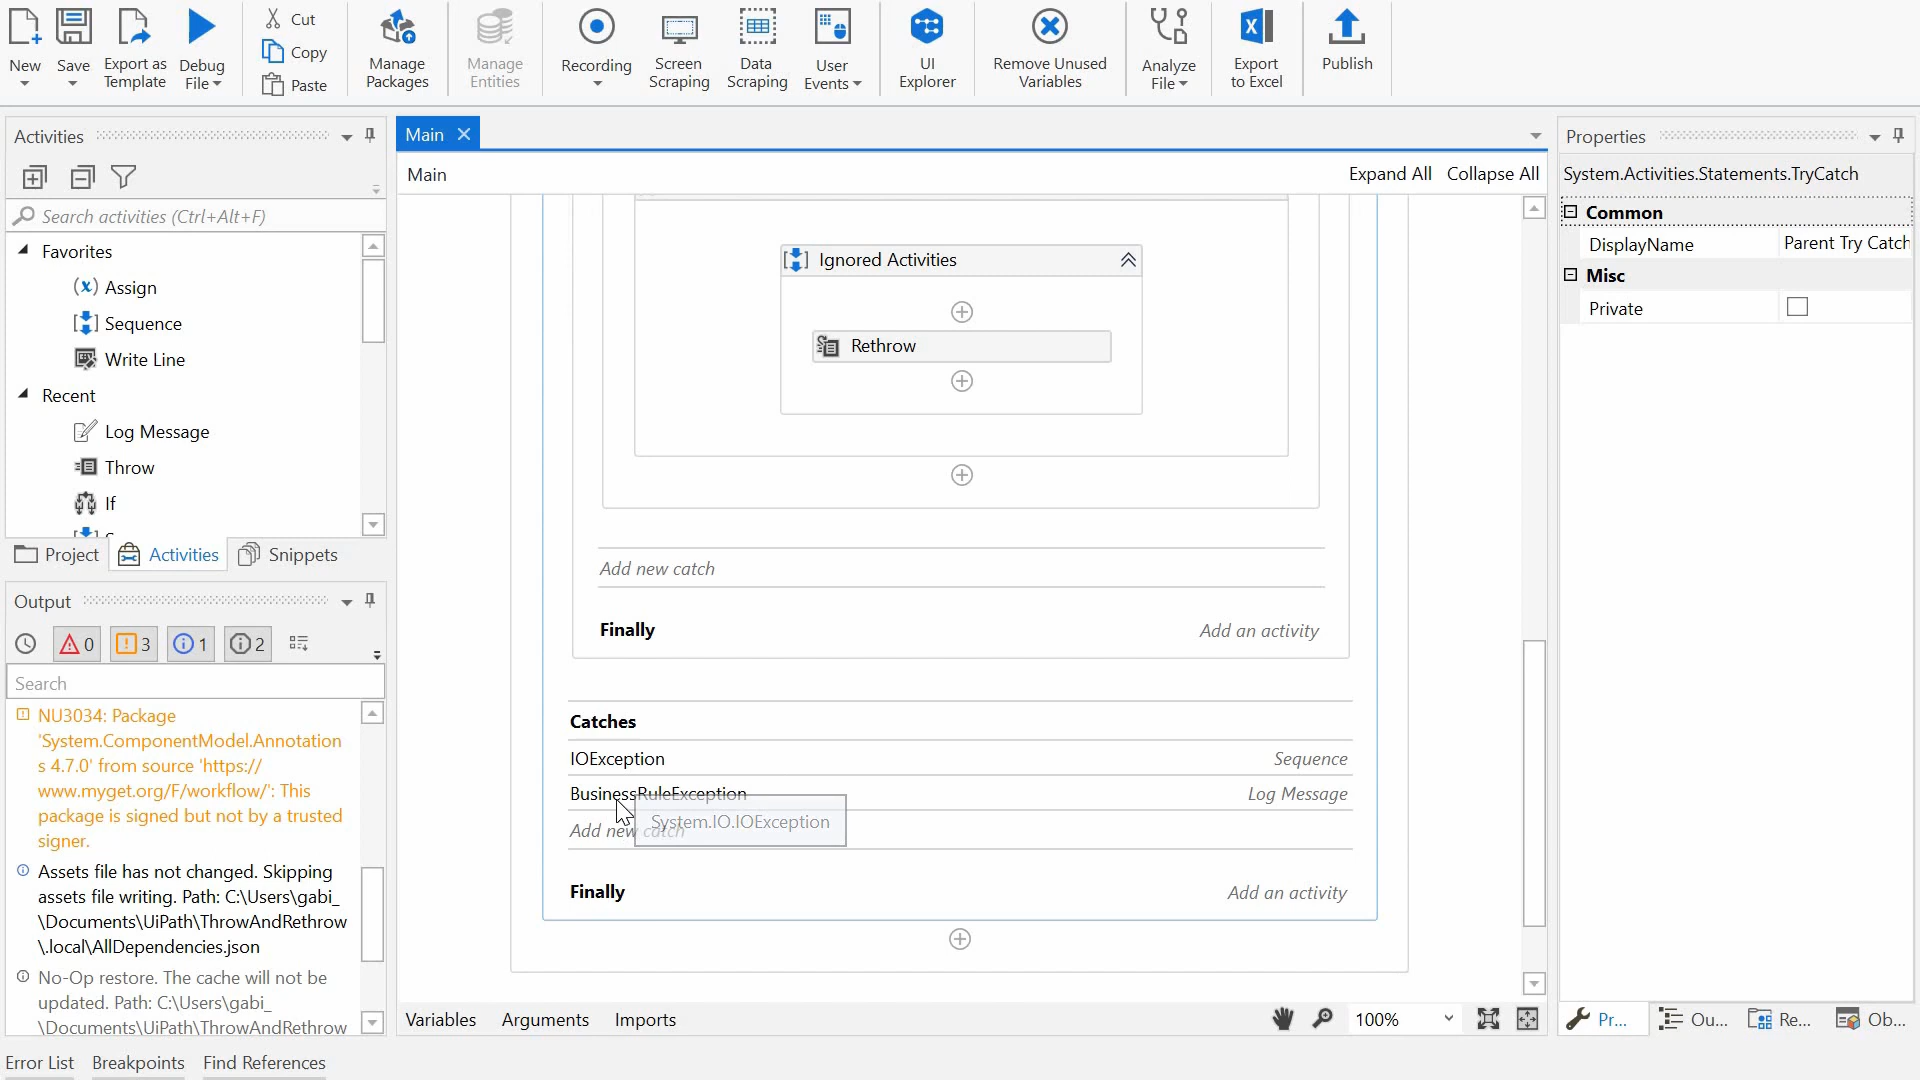 New
Save
Export as
Template
Debug
File
Cut
Copy
Paste
Manage
Packages
Manage
Entities
Recording
Screen
Scraping
Data
Scraping
User
Events
UI
Explorer
Remove Unused
Variables
Analyze
File
Export
to Excel
Publish
Activities
Search activities (Ctrl+Alt+F)
Favorites
Assign
Sequence
Write Line
Recent
Log Message
Throw
If
Project
Activities
Snippets
Output
0
3
1
2
Search
NU3034: Package
'System.ComponentModel.Annotation
s 4.7.0' from source 'https://
www.myget.org/F/workflow/': This
package is signed but not by a trusted
signer.
Assets file has not changed. Skipping
assets file writing. Path: C:\Users\gabi_
\Documents\UiPath\ThrowAndRethrow
\.local\AllDependencies.json
No-Op restore. The cache will not be
updated. Path: C:\Users\gabi_
\Documents\UiPath\ThrowAndRethrow
Main
Main
Expand All
Collapse All
Ignored Activities
Rethrow
Add new catch
Finally
Add an activity
Catches
IOException
Sequence
BusinessRuleException
Log Message
System.IO.IOException
Add new catch
Finally
Add an activity
Variables
Arguments
Imports
100%
Properties
System.Activities.Statements.TryCatch
Common
DisplayName
Parent Try Catch
Misc
Private
Pr...
Ou...
Re...
Ob...
Error List
Breakpoints
Find References